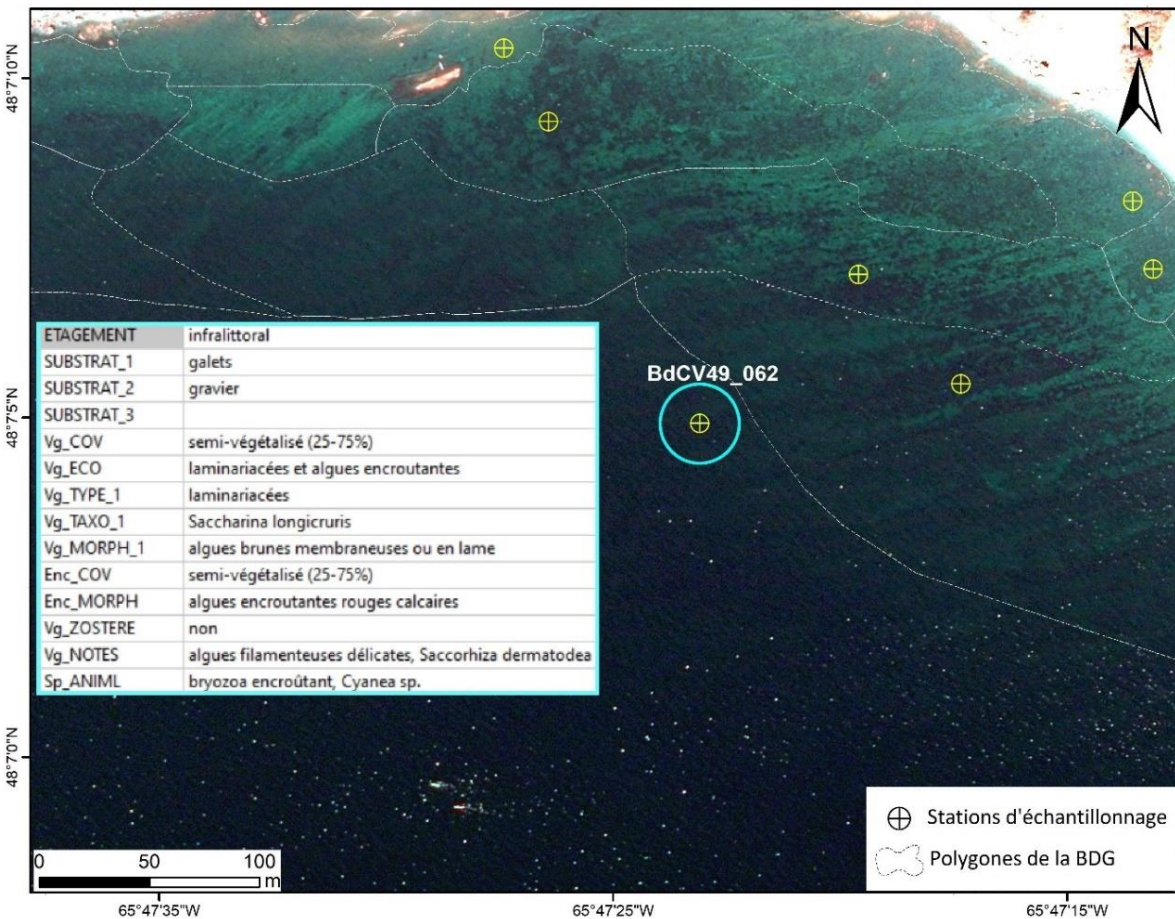 48°7'10"N
N
ETAGEMENT infralittoral
SUBSTRAT_1 galets
SUBSTRAT_2 gravier
SUBSTRAT_3
Vg_COV semi-végétalisé (25-75%)
Vg_ECO laminariacées et algues encroutantes
Vg_TYPE_1 laminariacées
Vg_TAXO_1 Saccharina longicruris
Vg_MORPH_1 algues brunes membraneuses ou en lame
Enc_COV semi-végétalisé (25-75%)
Enc_MORPH algues encroutantes rouges calcaires
Vg_ZOSTERE non
Vg_NOTES algues filamenteuses délicates, Saccorhiza dermatodea
Sp_ANIML bryozoa encroûtant, Cyanea sp.
BdCV49_062
48°7'5"N
48°7'0"N
Stations d'échantillonnage
Polygones de la BDG
0 50 100
m
65°47'35"W 65°47'25"W 65°47'15"W